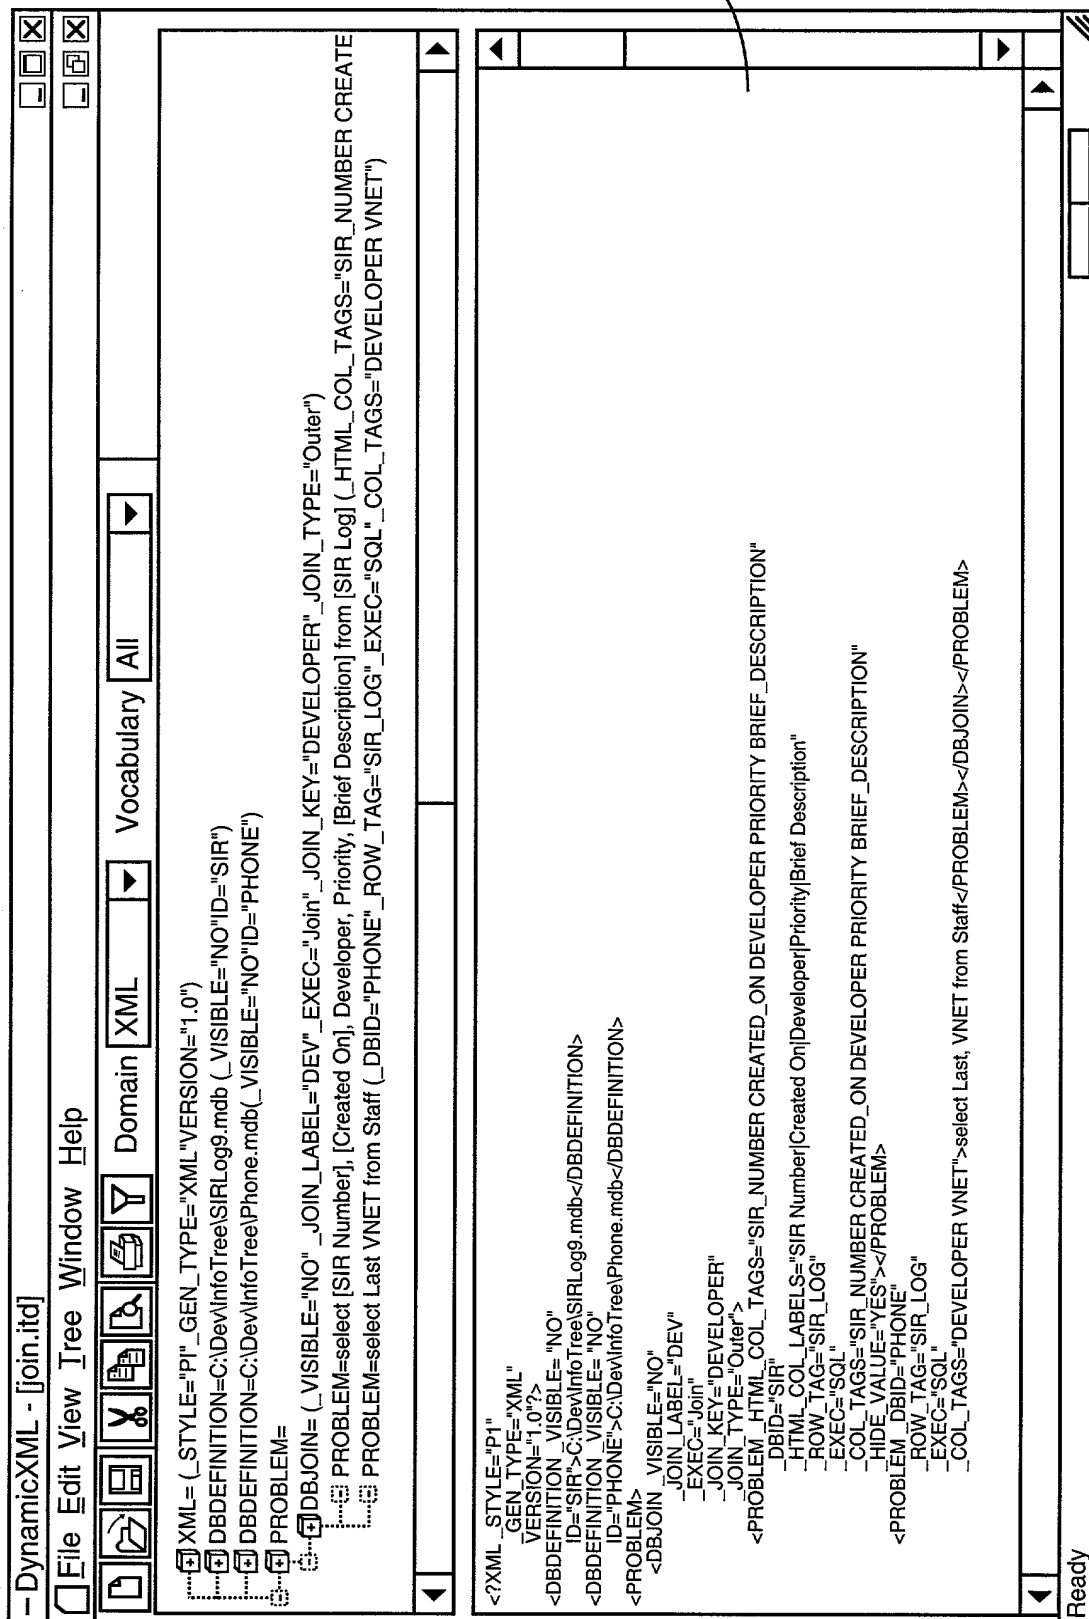 DynamicXML - [join.itd]
File Edit View Tree Window Help
Domain XML Vocabulary All
XML= (_STYLE="PI"_GEN_TYPE="XML"VERSION="1.0")
DBDEFINITION=C:\Dev\InfoTree\SIRLog9.mdb (_VISIBLE="NO"ID="SIR")
DBDEFINITION=C:\Dev\InfoTree\Phone.mdb(_VISIBLE="NO"ID="PHONE")
PROBLEM=
DBJOIN= (_VISIBLE="NO" _JOIN_LABEL="DEV"_EXEC="Join"_JOIN_KEY="DEVELOPER"_JOIN_TYPE="Outer")
PROBLEM=select [SIR Number], [Created On], Developer, Priority, [Brief Description] from [SIR Log] (_HTML_COL_TAGS="SIR_NUMBER CREATE
PROBLEM=select Last VNET from Staff (_DBID="PHONE"_ROW_TAG="SIR_LOG"_EXEC="SQL"_COL_TAGS="DEVELOPER VNET")
<?XML _STYLE="P1"
_GEN_TYPE="XML"
VERSION="1.0"?>
<DBDEFINITION _VISIBLE= "NO"
ID="SIR">C:\Dev\InfoTree\SIRLog9.mdb</DBDEFINITION>
<DBDEFINITION _VISIBLE= "NO"
ID="PHONE">C:\Dev\InfoTree\Phone.mdb</DBDEFINITION>
<PROBLEM>
<DBJOIN _VISIBLE="NO"
_JOIN_LABEL="DEV"
_EXEC="Join"
_JOIN_KEY="DEVELOPER"
_JOIN_TYPE="Outer">
<PROBLEM _HTML_COL_TAGS="SIR_NUMBER CREATED_ON DEVELOPER PRIORITY BRIEF_DESCRIPTION"
_DBID="SIR"
_HTML_COL_LABELS="SIR Number|Created On|Developer|Priority|Brief Description"
_ROW_TAG="SIR_LOG"
_EXEC="SQL"
_COL_TAGS="SIR_NUMBER CREATED_ON DEVELOPER PRIORITY BRIEF_DESCRIPTION"
_HIDE_VALUE="YES"></PROBLEM>
<PROBLEM _DBID="PHONE"
_ROW_TAG="SIR_LOG"
_EXEC="SQL"
_COL_TAGS="DEVELOPER VNET">select Last, VNET from Staff</PROBLEM></DBJOIN></PROBLEM>
Ready